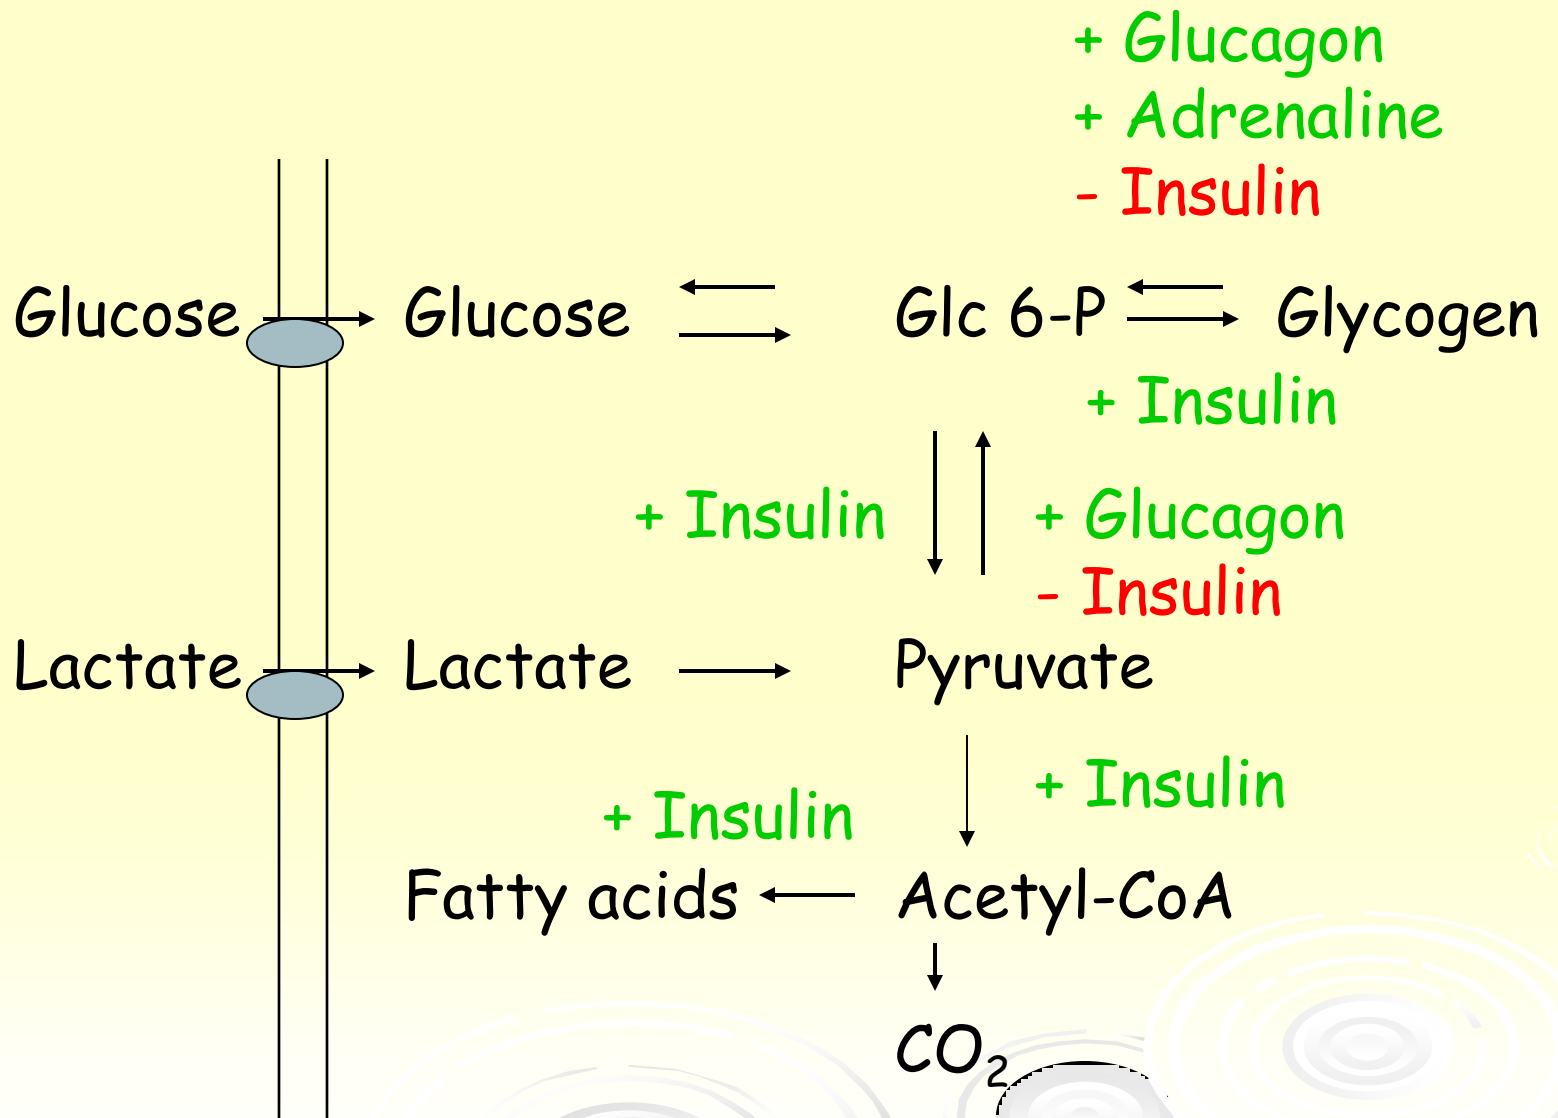 + Glucagon
+ Adrenaline
- Insulin
Glucose Glucose Glc 6-P Glycogen
+ Insulin
+ Insulin + Glucagon
- Insulin
Lactate Lactate Pyruvate
+ Insulin
+ Insulin
Fatty acids Acetyl-CoA
CO₂